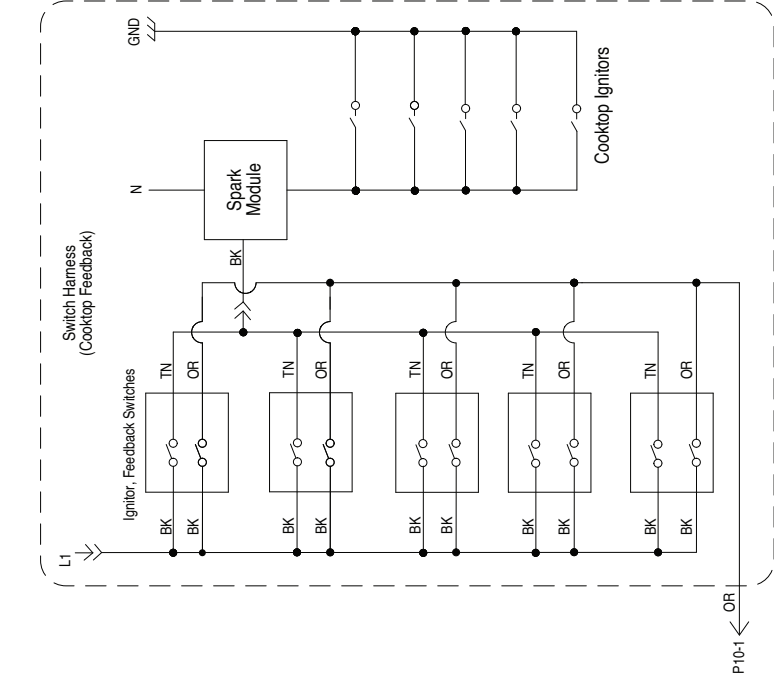 GND
Cooktop Ignitors
N
Spark
Module
Switch Harness
(Cooktop Feedback)
BK
Ignitor, Feedback Switches
TN
OR
TN
OR
TN
OR
TN
OR
TN
OR
BK
BK
BK
BK
BK
BK
BK
BK
BK
BK
L1
OR
P10-1